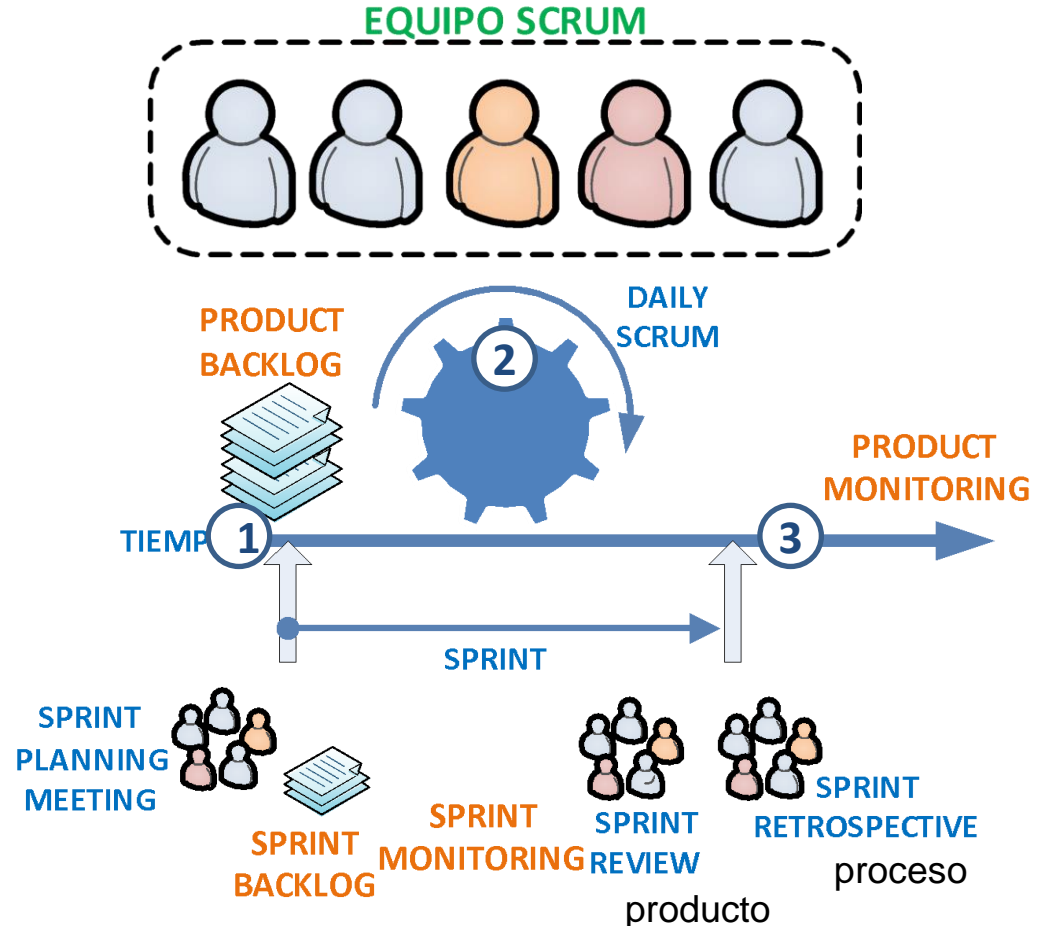 EQUIPO SCRUM
DAILY
SCRUM
PRODUCT
BACKLOG
2
PRODUCT
MONITORING
TIEMP
1
3
SPRINT
SPRINT
PLANNING
MEETING
SPRINT
BACKLOG
SPRINT
MONITORING
SPRINT
REVIEW
producto
SPRINT
RETROSPECTIVE
proceso